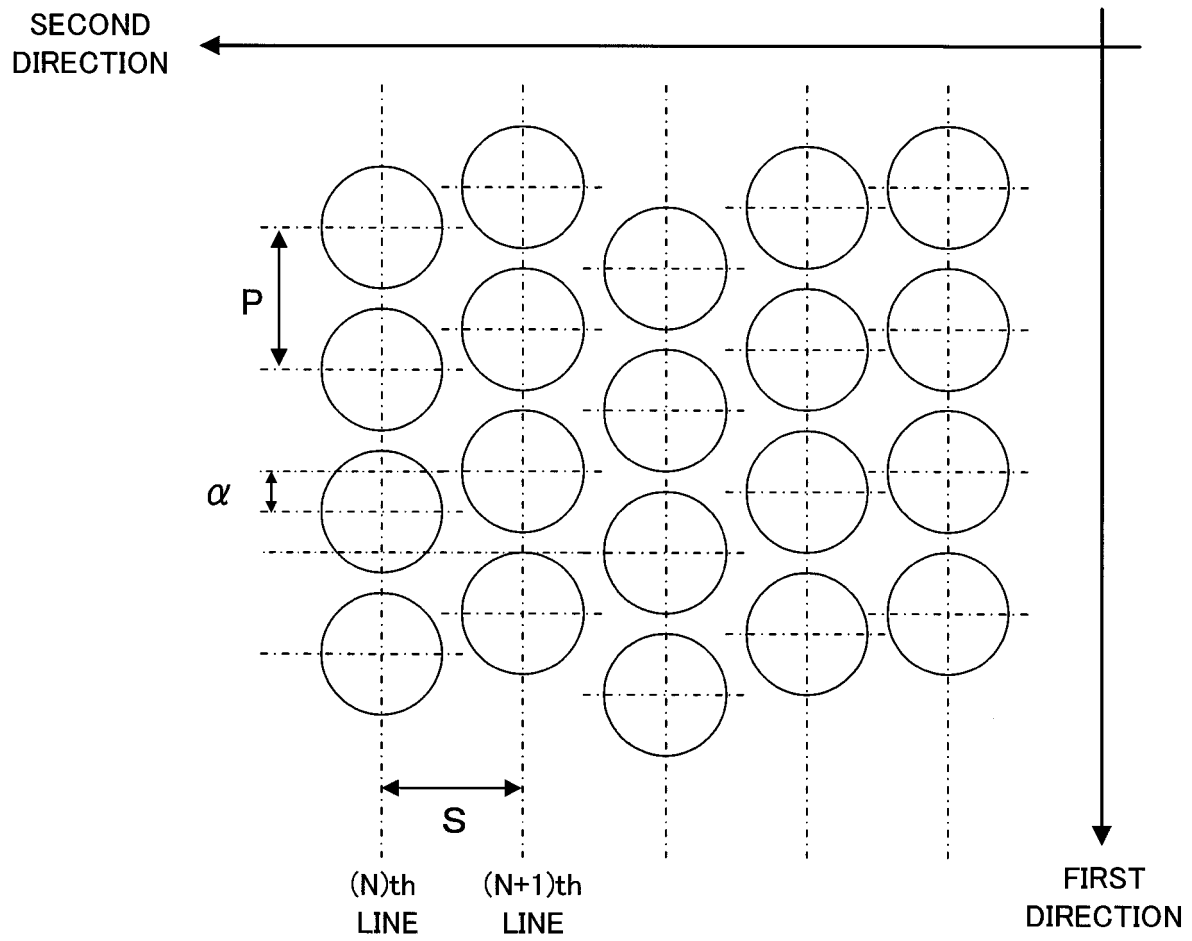 SECOND
DIRECTION
P
α
S
(N)th
LINE
(N+1)th
LINE
FIRST
DIRECTION